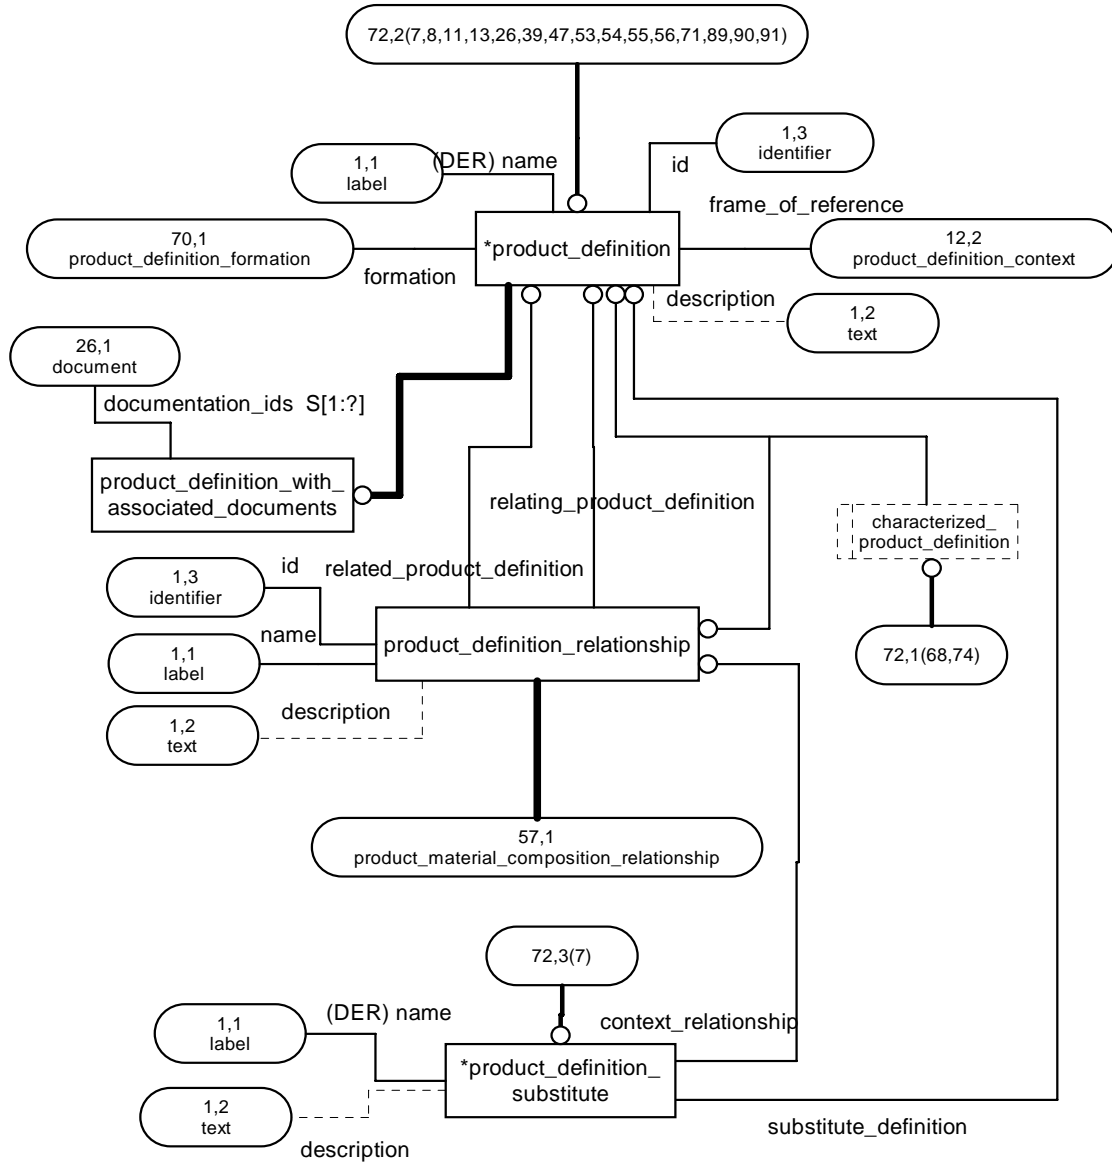 72,2(7,8,11,13,26,39,47,53,54,55,56,71,89,90,91)
1,3
identifier
1,1
label
(DER) name
id
frame_of_reference
70,1
product_definition_formation
*product_definition
12,2
product_definition_context
formation
description
1,2
text
26,1
document
documentation_ids S[1:?]
product_definition_with_
associated_documents
relating_product_definition
characterized_
product_definition
id
related_product_definition
1,3
identifier
name
product_definition_relationship
1,1
label
72,1(68,74)
description
1,2
text
57,1
product_material_composition_relationship
72,3(7)
(DER) name
context_relationship
1,1
label
*product_definition_
substitute
1,2
text
description
substitute_definition